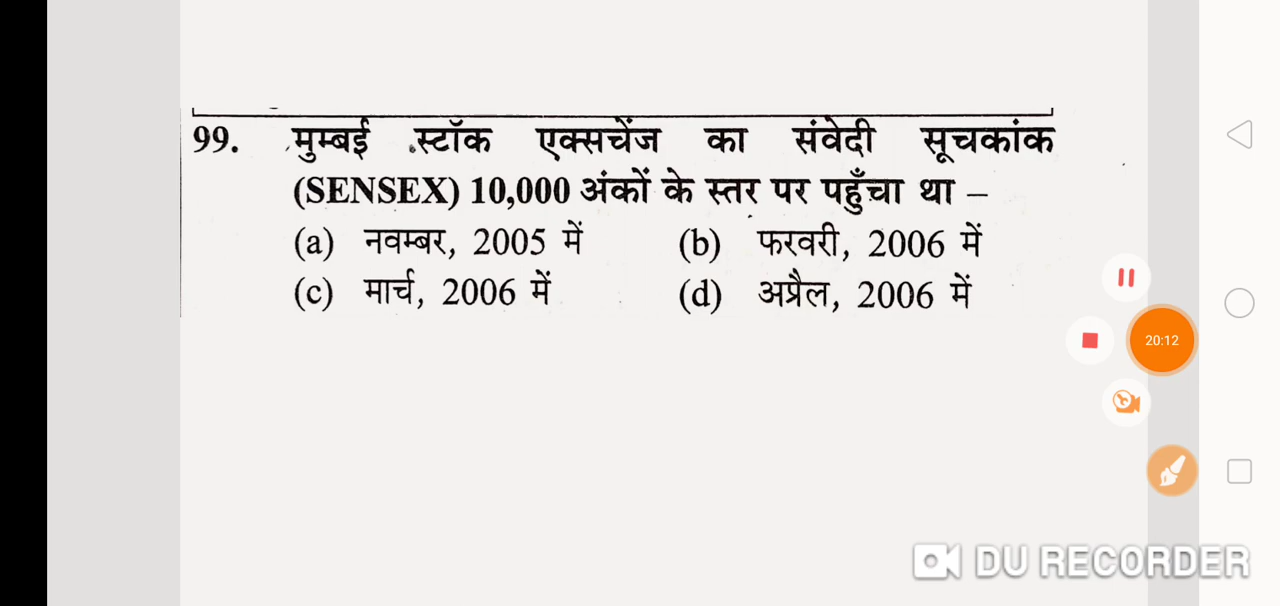 99. मुम्बई स्टॉक एक्सचेंज का संवेदी सूचकांक
(SENSEX) 10,000 अंकों के स्तर पर पहुँचा था –
(a) नवम्बर, 2005 में (b) फरवरी, 2006 में
(c) मार्च, 2006 में (d) अप्रैल, 2006 में
20:12
DU RECORDER